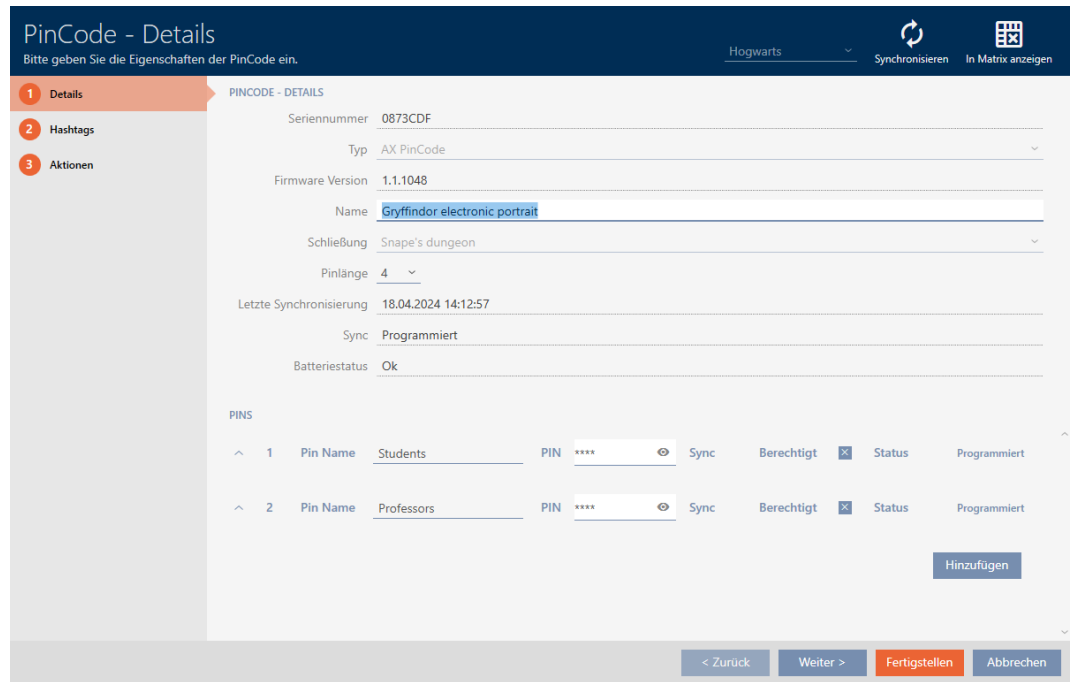 PinCode - Details
Bitte geben Sie die Eigenschaften der PinCode ein.
Hogwarts
Synchronisieren
In Matrix anzeigen
1 Details
2 Hashtags
3 Aktionen
PINCODE - DETAILS
Seriennummer 0873CDF
Typ AX PinCode
Firmware Version 1.1.1048
Name Gryffindor electronic portrait
Schließung Snape's dungeon
Pinlänge 4
Letzte Synchronisierung 18.04.2024 14:12:57
Sync Programmiert
Batteriestatus Ok
PINS
1 Pin Name Students PIN **** Sync Berechtigt Status Programmiert
2 Pin Name Professors PIN **** Sync Berechtigt Status Programmiert
Hinzufügen
< Zurück Weiter > Fertigstellen Abbrechen